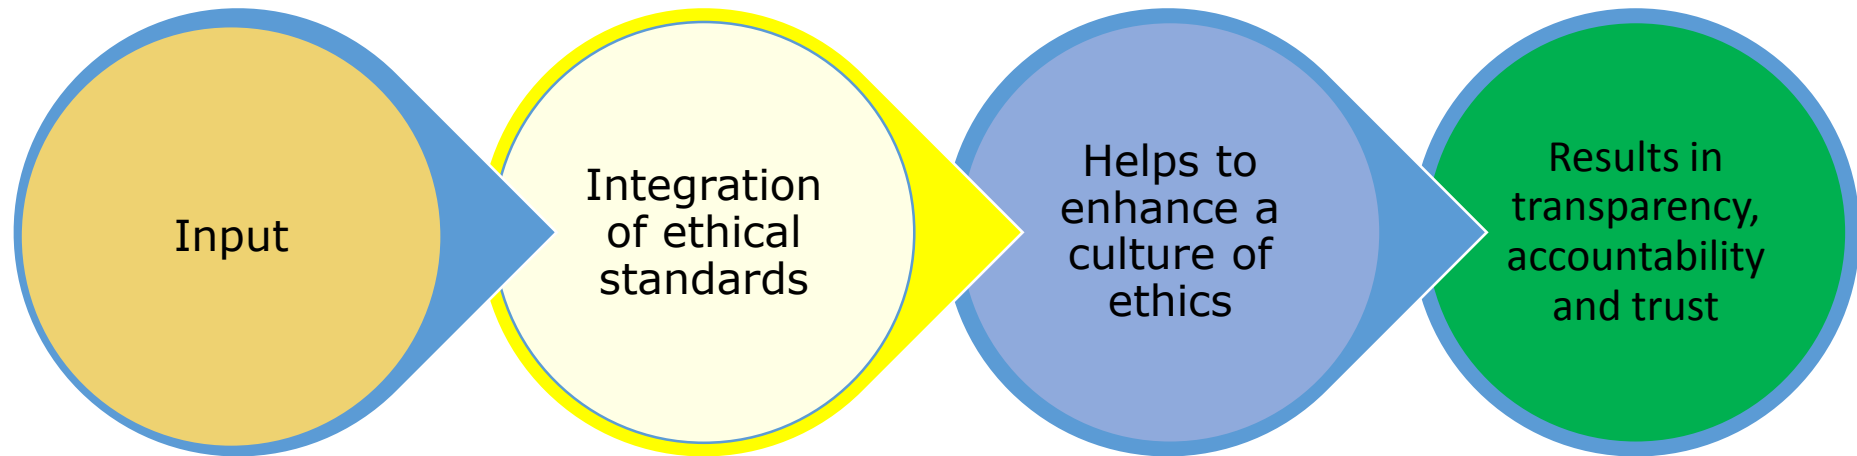 Input
Integration
of ethical
standards
Helps to
enhance a
culture of
ethics
Results in
transparency,
accountability
and trust